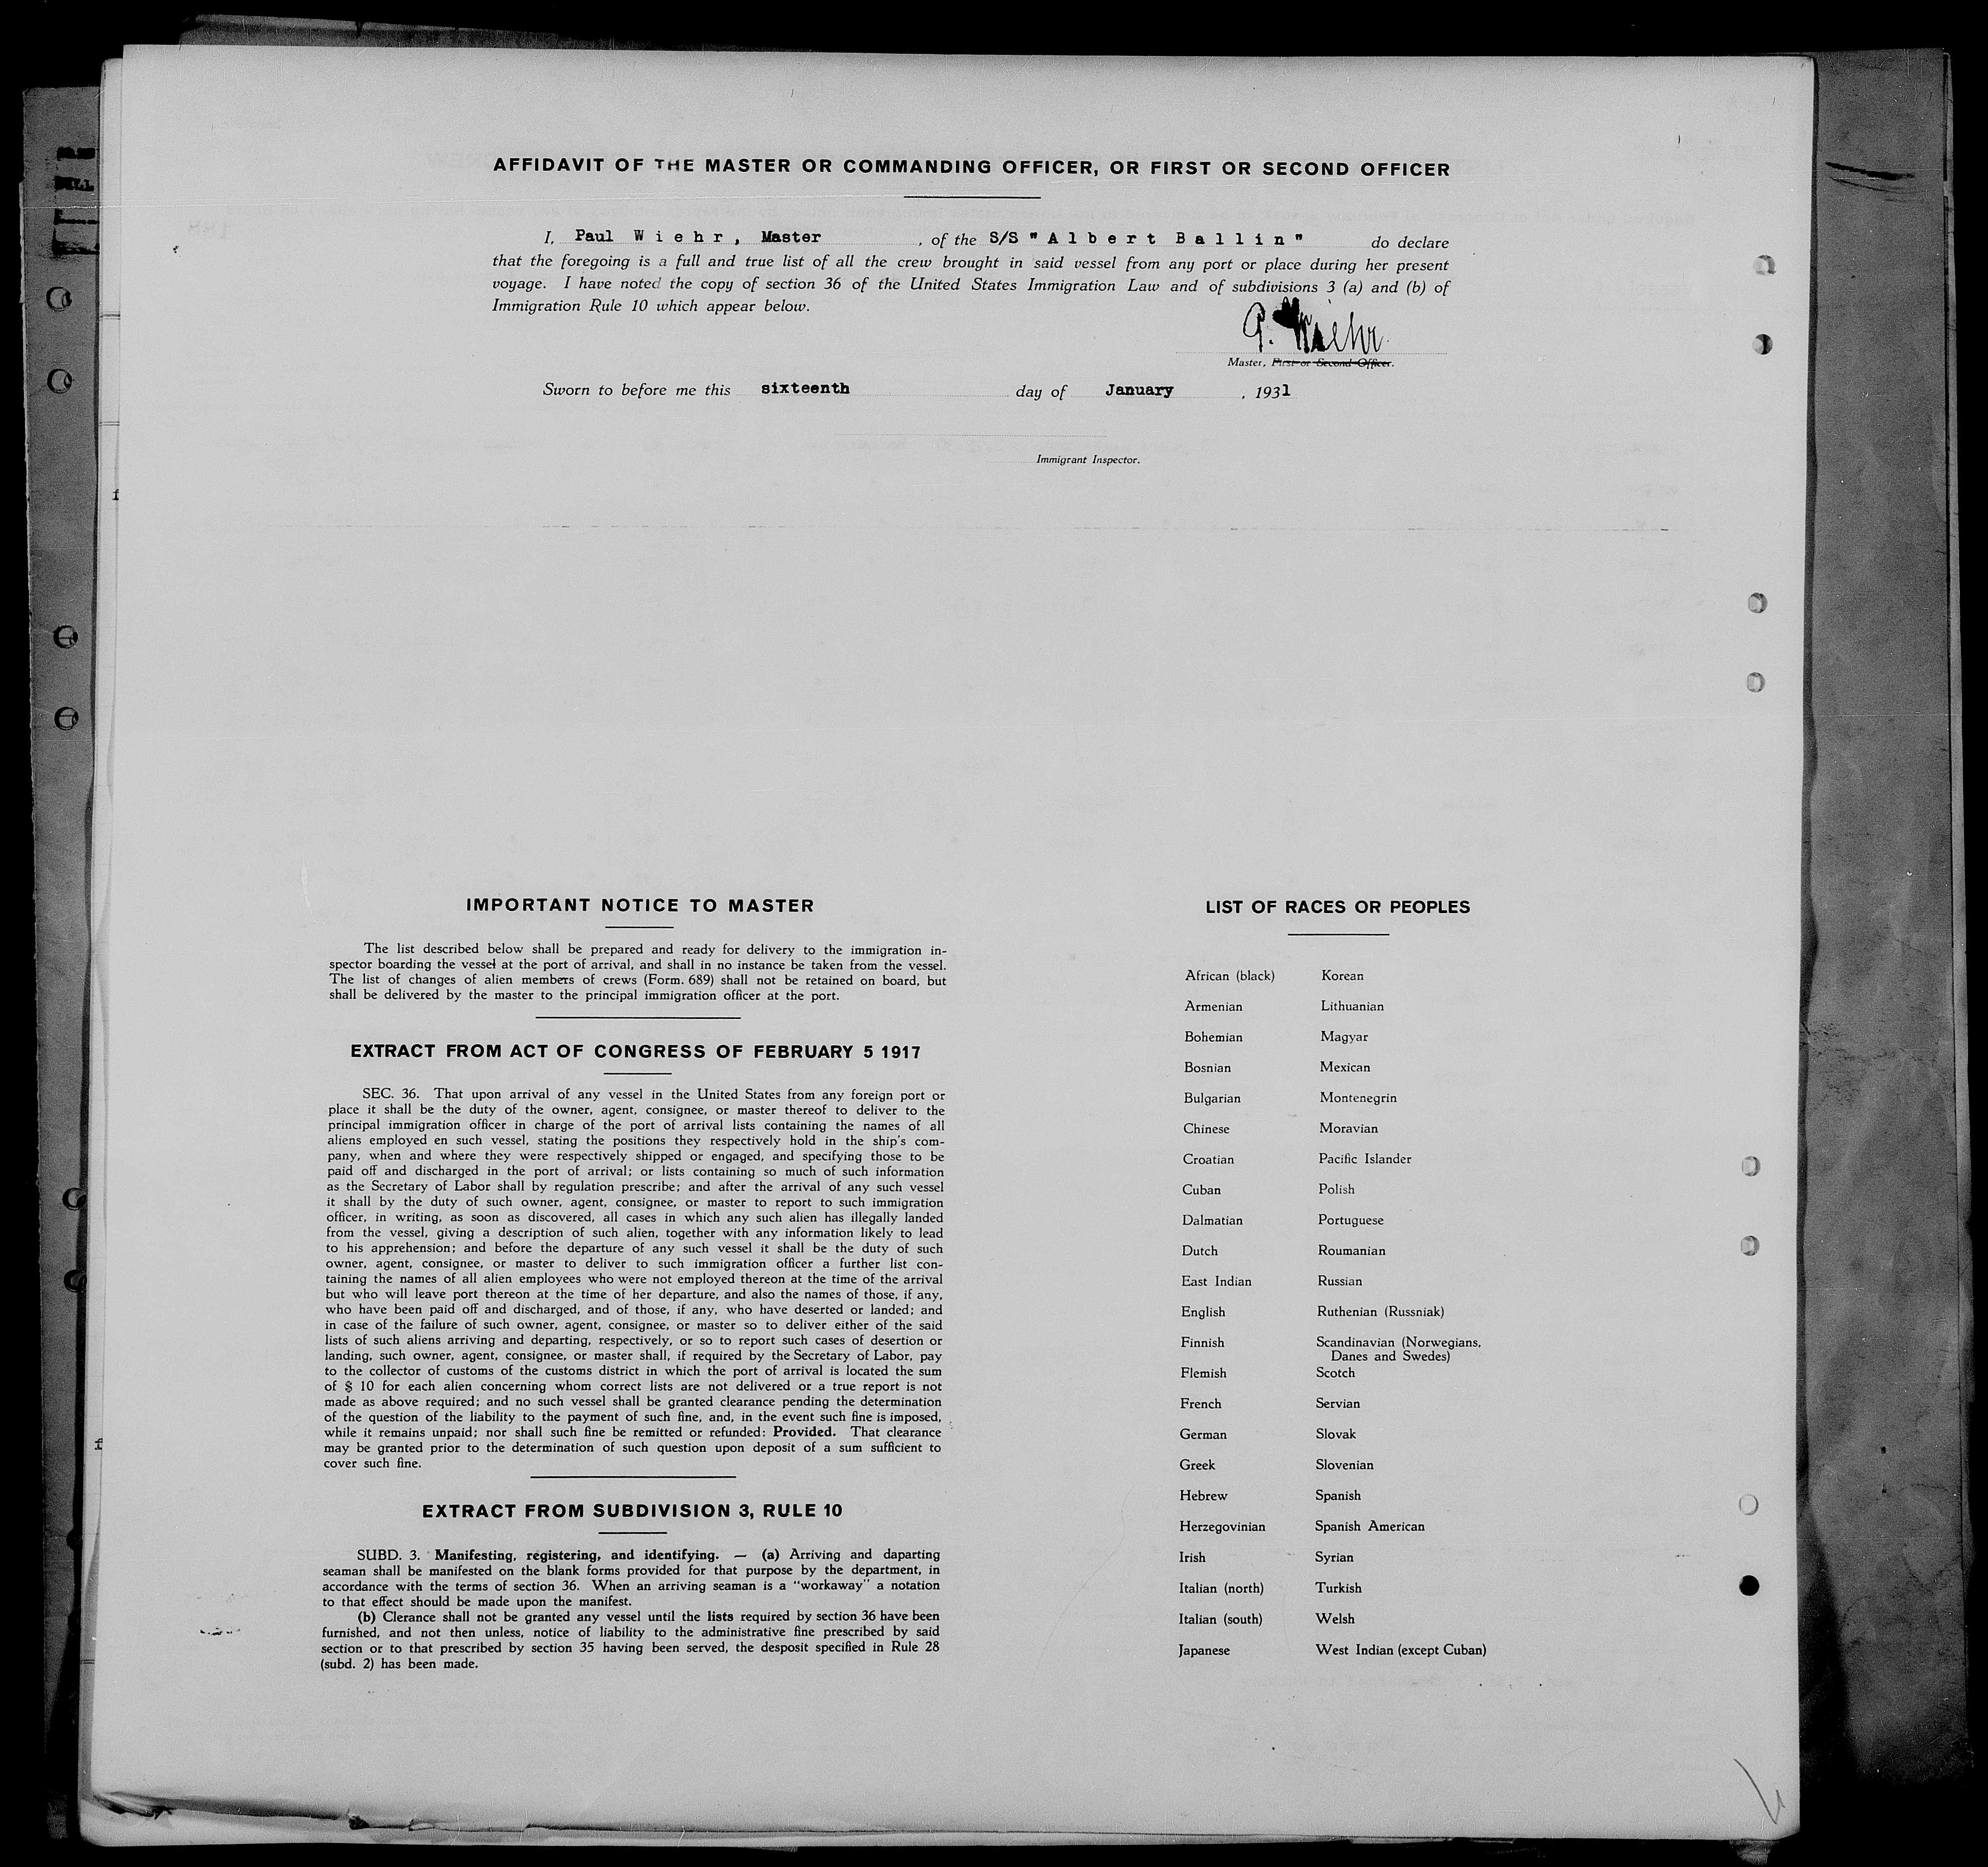 AFFIDAVIT OF THE MASTER OR COMMANDING OFFICER, OR FIRST OR SECOND OFFICER
I, Paul W i e h r , Master , of the S/S " A l b e r t B a l l i n " do declare
that the foregoing is a full and true list of all the crew brought in said vessel from any port or place during her present
voyage. I have noted the copy of section 36 of the United States Immigration Law and of subdivisions 3 (a) and (b) of
Immigration Rule 10 which appear below.
P. Wiehr.
Master, First or Second Officer.
Sworn to before me this sixteenth day of January , 1931
Immigrant Inspector.
IMPORTANT NOTICE TO MASTER
The list described below shall be prepared and ready for delivery to the immigration in-
spector boarding the vessel at the port of arrival, and shall in no instance be taken from the vessel.
The list of changes of alien members of crews (Form. 689) shall not be retained on board, but
shall be delivered by the master to the principal immigration officer at the port.
EXTRACT FROM ACT OF CONGRESS OF FEBRUARY 5 1917
SEC. 36. That upon arrival of any vessel in the United States from any foreign port or
place it shall be the duty of the owner, agent, consignee, or master thereof to deliver to the
principal immigration officer in charge of the port of arrival lists containing the names of all
aliens employed en such vessel, stating the positions they respectively hold in the ship's com-
pany, when and where they were respectively shipped or engaged, and specifying those to be
paid off and discharged in the port of arrival; or lists containing so much of such information
as the Secretary of Labor shall by regulation prescribe; and after the arrival of any such vessel
it shall by the duty of such owner, agent, consignee, or master to report to such immigration
officer, in writing, as soon as discovered, all cases in which any such alien has illegally landed
from the vessel, giving a description of such alien, together with any information likely to lead
to his apprehension; and before the departure of any such vessel it shall be the duty of such
owner, agent, consignee, or master to deliver to such immigration officer a further list con-
taining the names of all alien employees who were not employed thereon at the time of the arrival
but who will leave port thereon at the time of her departure, and also the names of those, if any,
who have been paid off and discharged, and of those, if any, who have deserted or landed; and
in case of the failure of such owner, agent, consignee, or master so to deliver either of the said
lists of such aliens arriving and departing, respectively, or so to report such cases of desertion or
landing, such owner, agent, consignee, or master shall, if required by the Secretary of Labor, pay
to the collector of customs of the customs district in which the port of arrival is located the sum
of $ 10 for each alien concerning whom correct lists are not delivered or a true report is not
made as above required; and no such vessel shall be granted clearance pending the determination
of the question of the liability to the payment of such fine, and, in the event such fine is imposed,
while it remains unpaid; nor shall such fine be remitted or refunded: Provided. That clearance
may be granted prior to the determination of such question upon deposit of a sum sufficient to
cover such fine.
EXTRACT FROM SUBDIVISION 3, RULE 10
SUBD. 3. Manifesting, registering, and identifying. — (a) Arriving and daparting
seaman shall be manifested on the blank forms provided for that purpose by the department, in
accordance with the terms of section 36. When an arriving seaman is a "workaway" a notation
to that effect should be made upon the manifest.
(b) Clerance shall not be granted any vessel until the lists required by section 36 have been
furnished, and not then unless, notice of liability to the administrative fine prescribed by said
section or to that prescribed by section 35 having been served, the desposit specified in Rule 28
(subd. 2) has been made.
LIST OF RACES OR PEOPLES
African (black) Korean
Armenian Lithuanian
Bohemian Magyar
Bosnian Mexican
Bulgarian Montenegrin
Chinese Moravian
Croatian Pacific Islander
Cuban Polish
Dalmatian Portuguese
Dutch Roumanian
East Indian Russian
English Ruthenian (Russniak)
Finnish Scandinavian (Norwegians,
Danes and Swedes)
Flemish Scotch
French Servian
German Slovak
Greek Slovenian
Hebrew Spanish
Herzegovinian Spanish American
Irish Syrian
Italian (north) Turkish
Italian (south) Welsh
Japanese West Indian (except Cuban)